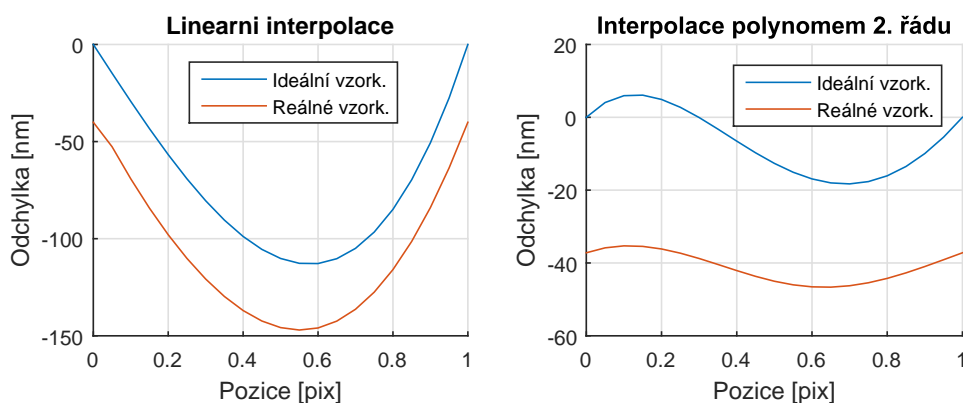 Linearni interpolace
Odchylka [nm]
0
-50
-100
-150
Ideální vzork.
Reálné vzork.
0 0.2 0.4 0.6 0.8 1
Pozice [pix]
Interpolace polynomem 2. řádu
Odchylka [nm]
20
0
-20
-40
-60
Ideální vzork.
Reálné vzork.
0 0.2 0.4 0.6 0.8 1
Pozice [pix]